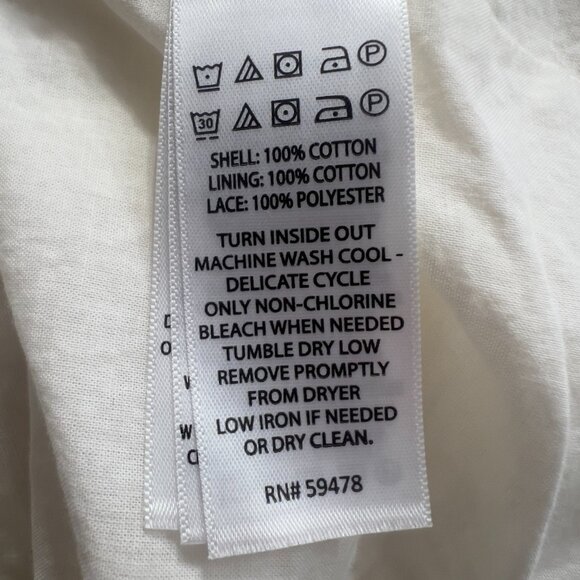 P
30 P
SHELL: 100% COTTON
LINING: 100% COTTON
LACE: 100% POLYESTER
TURN INSIDE OUT
MACHINE WASH COOL -
DELICATE CYCLE
ONLY NON-CHLORINE
BLEACH WHEN NEEDED
TUMBLE DRY LOW
REMOVE PROMPTLY
FROM DRYER
LOW IRON IF NEEDED
OR DRY CLEAN.
RN# 59478